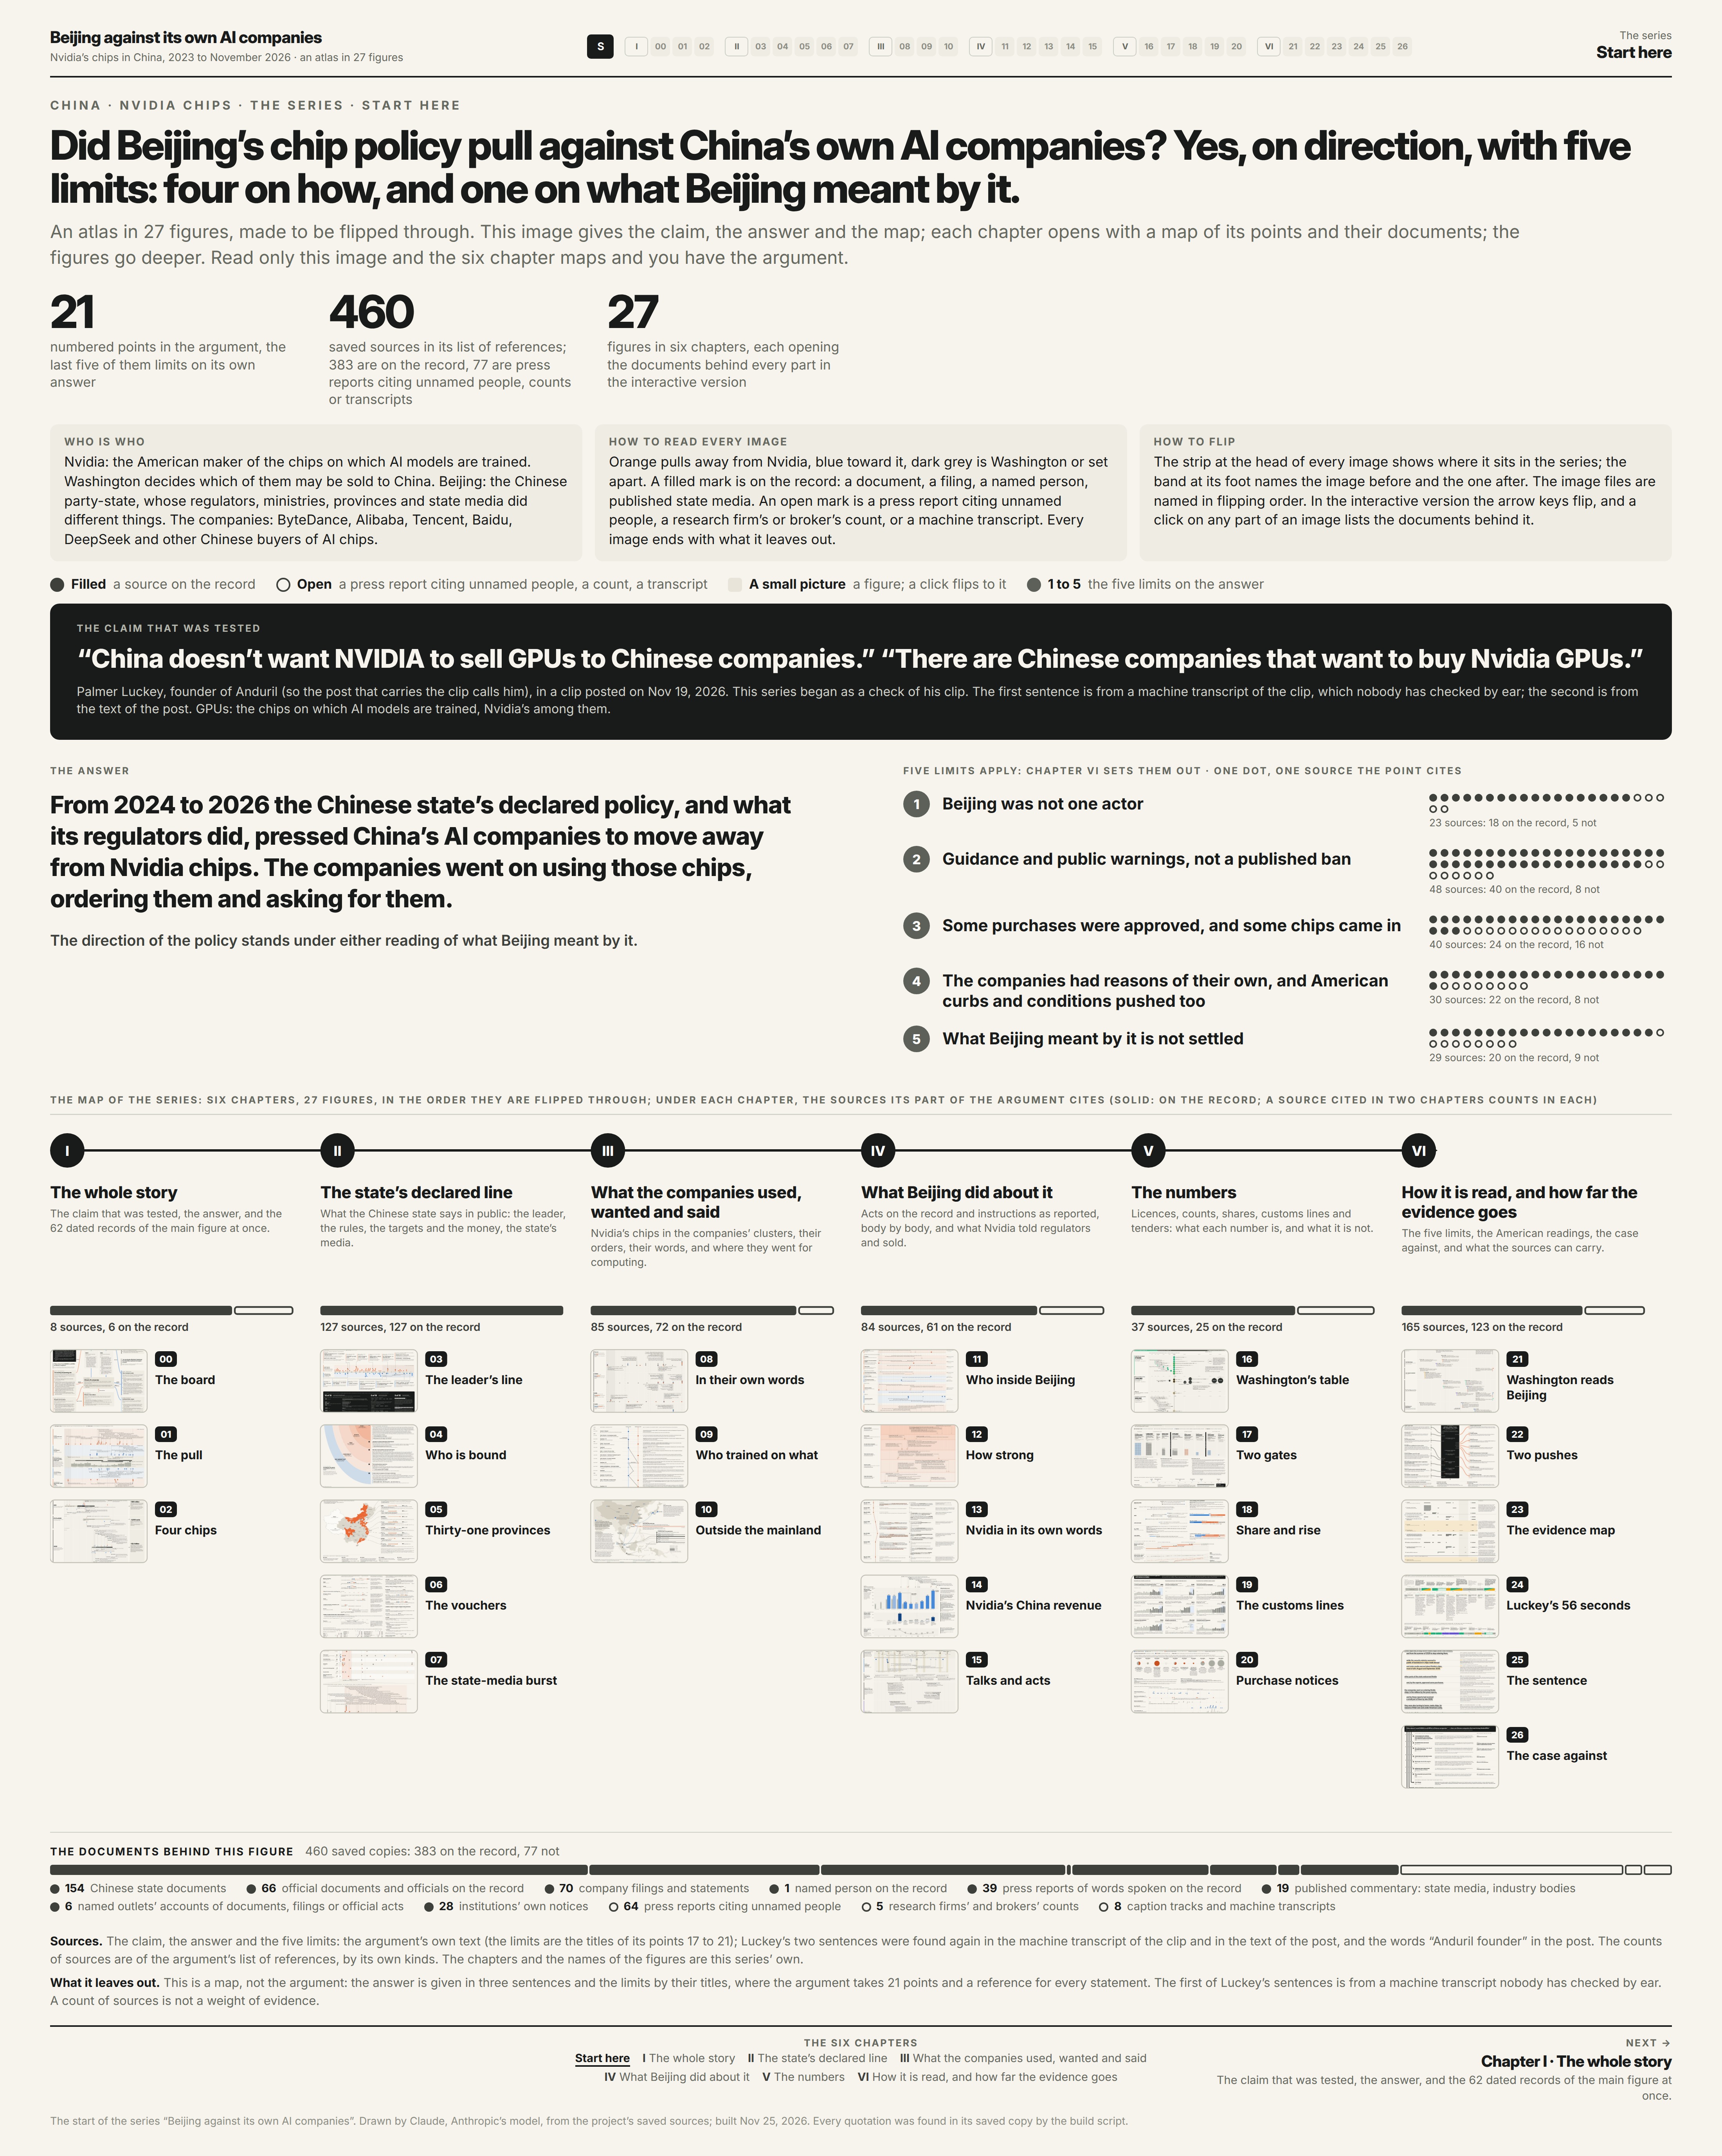 Beijing against its own AI companies
Nvidia’s chips in China, 2023 to November 2026 · an atlas in 27 figures
S I 00 01 02 II 03 04 05 06 07 III 08 09 10 IV 11 12 13 14 15 V 16 17 18 19 20 VI 21 22 23 24 25 26
The series
Start here
CHINA · NVIDIA CHIPS · THE SERIES · START HERE
Did Beijing’s chip policy pull against China’s own AI companies? Yes, on direction, with five
limits: four on how, and one on what Beijing meant by it.
An atlas in 27 figures, made to be flipped through. This image gives the claim, the answer and the map; each chapter opens with a map of its points and their documents; the
figures go deeper. Read only this image and the six chapter maps and you have the argument.
21
numbered points in the argument, the
last five of them limits on its own
answer
460
saved sources in its list of references;
383 are on the record, 77 are press
reports citing unnamed people, counts
or transcripts
27
figures in six chapters, each opening
the documents behind every part in
the interactive version
WHO IS WHO
Nvidia: the American maker of the chips on which AI models are trained.
Washington decides which of them may be sold to China. Beijing: the Chinese
party-state, whose regulators, ministries, provinces and state media did
different things. The companies: ByteDance, Alibaba, Tencent, Baidu,
DeepSeek and other Chinese buyers of AI chips.
HOW TO READ EVERY IMAGE
Orange pulls away from Nvidia, blue toward it, dark grey is Washington or set
apart. A filled mark is on the record: a document, a filing, a named person,
published state media. An open mark is a press report citing unnamed
people, a research firm’s or broker’s count, or a machine transcript. Every
image ends with what it leaves out.
HOW TO FLIP
The strip at the head of every image shows where it sits in the series; the
band at its foot names the image before and the one after. The image files are
named in flipping order. In the interactive version the arrow keys flip, and a
click on any part of an image lists the documents behind it.
Filled a source on the record Open a press report citing unnamed people, a count, a transcript A small picture a figure; a click flips to it 1 to 5 the five limits on the answer
THE CLAIM THAT WAS TESTED
“China doesn’t want NVIDIA to sell GPUs to Chinese companies.” “There are Chinese companies that want to buy Nvidia GPUs.”
Palmer Luckey, founder of Anduril (so the post that carries the clip calls him), in a clip posted on Nov 19, 2026. This series began as a check of his clip. The first sentence is from a machine transcript of the clip, which nobody has checked by ear; the second is from
the text of the post. GPUs: the chips on which AI models are trained, Nvidia’s among them.
THE ANSWER
From 2024 to 2026 the Chinese state’s declared policy, and what
its regulators did, pressed China’s AI companies to move away
from Nvidia chips. The companies went on using those chips,
ordering them and asking for them.
The direction of the policy stands under either reading of what Beijing meant by it.
FIVE LIMITS APPLY: CHAPTER VI SETS THEM OUT · ONE DOT, ONE SOURCE THE POINT CITES
1 Beijing was not one actor
23 sources: 18 on the record, 5 not
2 Guidance and public warnings, not a published ban
48 sources: 40 on the record, 8 not
3 Some purchases were approved, and some chips came in
40 sources: 24 on the record, 16 not
4 The companies had reasons of their own, and American
curbs and conditions pushed too
30 sources: 22 on the record, 8 not
5 What Beijing meant by it is not settled
29 sources: 20 on the record, 9 not
THE MAP OF THE SERIES: SIX CHAPTERS, 27 FIGURES, IN THE ORDER THEY ARE FLIPPED THROUGH; UNDER EACH CHAPTER, THE SOURCES ITS PART OF THE ARGUMENT CITES (SOLID: ON THE RECORD; A SOURCE CITED IN TWO CHAPTERS COUNTS IN EACH)
I
The whole story
The claim that was tested, the answer, and the
62 dated records of the main figure at once.
8 sources, 6 on the record
00
The board
01
The pull
02
Four chips
II
The state’s declared line
What the Chinese state says in public: the leader,
the rules, the targets and the money, the state’s
media.
127 sources, 127 on the record
03
The leader’s line
04
Who is bound
05
Thirty-one provinces
06
The vouchers
07
The state-media burst
III
What the companies used,
wanted and said
Nvidia’s chips in the companies’ clusters, their
orders, their words, and where they went for
computing.
85 sources, 72 on the record
08
In their own words
09
Who trained on what
10
Outside the mainland
IV
What Beijing did about it
Acts on the record and instructions as reported,
body by body, and what Nvidia told regulators
and sold.
84 sources, 61 on the record
11
Who inside Beijing
12
How strong
13
Nvidia in its own words
14
Nvidia’s China revenue
15
Talks and acts
V
The numbers
Licences, counts, shares, customs lines and
tenders: what each number is, and what it is not.
37 sources, 25 on the record
16
Washington’s table
17
Two gates
18
Share and rise
19
The customs lines
20
Purchase notices
VI
How it is read, and how far the
evidence goes
The five limits, the American readings, the case
against, and what the sources can carry.
165 sources, 123 on the record
21
Washington reads
Beijing
22
Two pushes
23
The evidence map
24
Luckey’s 56 seconds
25
The sentence
26
The case against
THE DOCUMENTS BEHIND THIS FIGURE 460 saved copies: 383 on the record, 77 not
154 Chinese state documents 66 official documents and officials on the record 70 company filings and statements 1 named person on the record 39 press reports of words spoken on the record 19 published commentary: state media, industry bodies
6 named outlets’ accounts of documents, filings or official acts 28 institutions’ own notices 64 press reports citing unnamed people 5 research firms’ and brokers’ counts 8 caption tracks and machine transcripts
Sources. The claim, the answer and the five limits: the argument’s own text (the limits are the titles of its points 17 to 21); Luckey’s two sentences were found again in the machine transcript of the clip and in the text of the post, and the words “Anduril founder” in the post. The counts
of sources are of the argument’s list of references, by its own kinds. The chapters and the names of the figures are this series’ own.
What it leaves out. This is a map, not the argument: the answer is given in three sentences and the limits by their titles, where the argument takes 21 points and a reference for every statement. The first of Luckey’s sentences is from a machine transcript nobody has checked by ear.
A count of sources is not a weight of evidence.
THE SIX CHAPTERS
Start here I The whole story II The state’s declared line III What the companies used, wanted and said
IV What Beijing did about it V The numbers VI How it is read, and how far the evidence goes
NEXT →
Chapter I · The whole story
The claim that was tested, the answer, and the 62 dated records of the main figure at
once.
The start of the series “Beijing against its own AI companies”. Drawn by Claude, Anthropic’s model, from the project’s saved sources; built Nov 25, 2026. Every quotation was found in its saved copy by the build script.